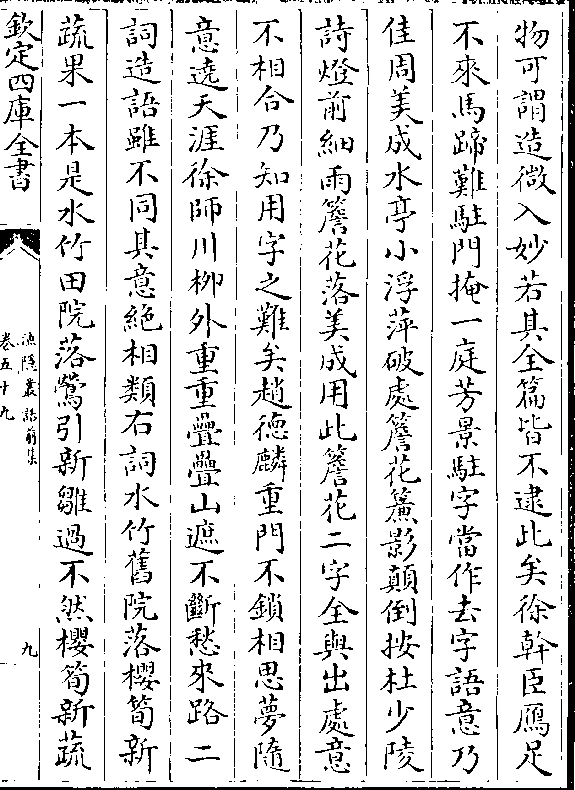 物可謂造微入妙若其全篇皆不逮此矣徐幹臣鴈足
不來馬蹄難駐門掩一庭芳景駐字當作去字語意乃
佳周美成水亭小浮萍破處簷花簾影顛倒按杜少陵
詩燈前細雨簷花落美成用此簷花二字全與出處意
不相合乃知用字之難矣趙德麟重門不鎖相思夢隨
意遶天涯徐師川栁外重重疊疊山遮不斷愁來路二
詞造語雖不同其意絶相類右詞水竹舊院落櫻筍新
蔬果一本是水竹田院落鶯引新雛過不然櫻筍新蔬
欽定四庫全書
漁隠叢話前集
卷五十九
九